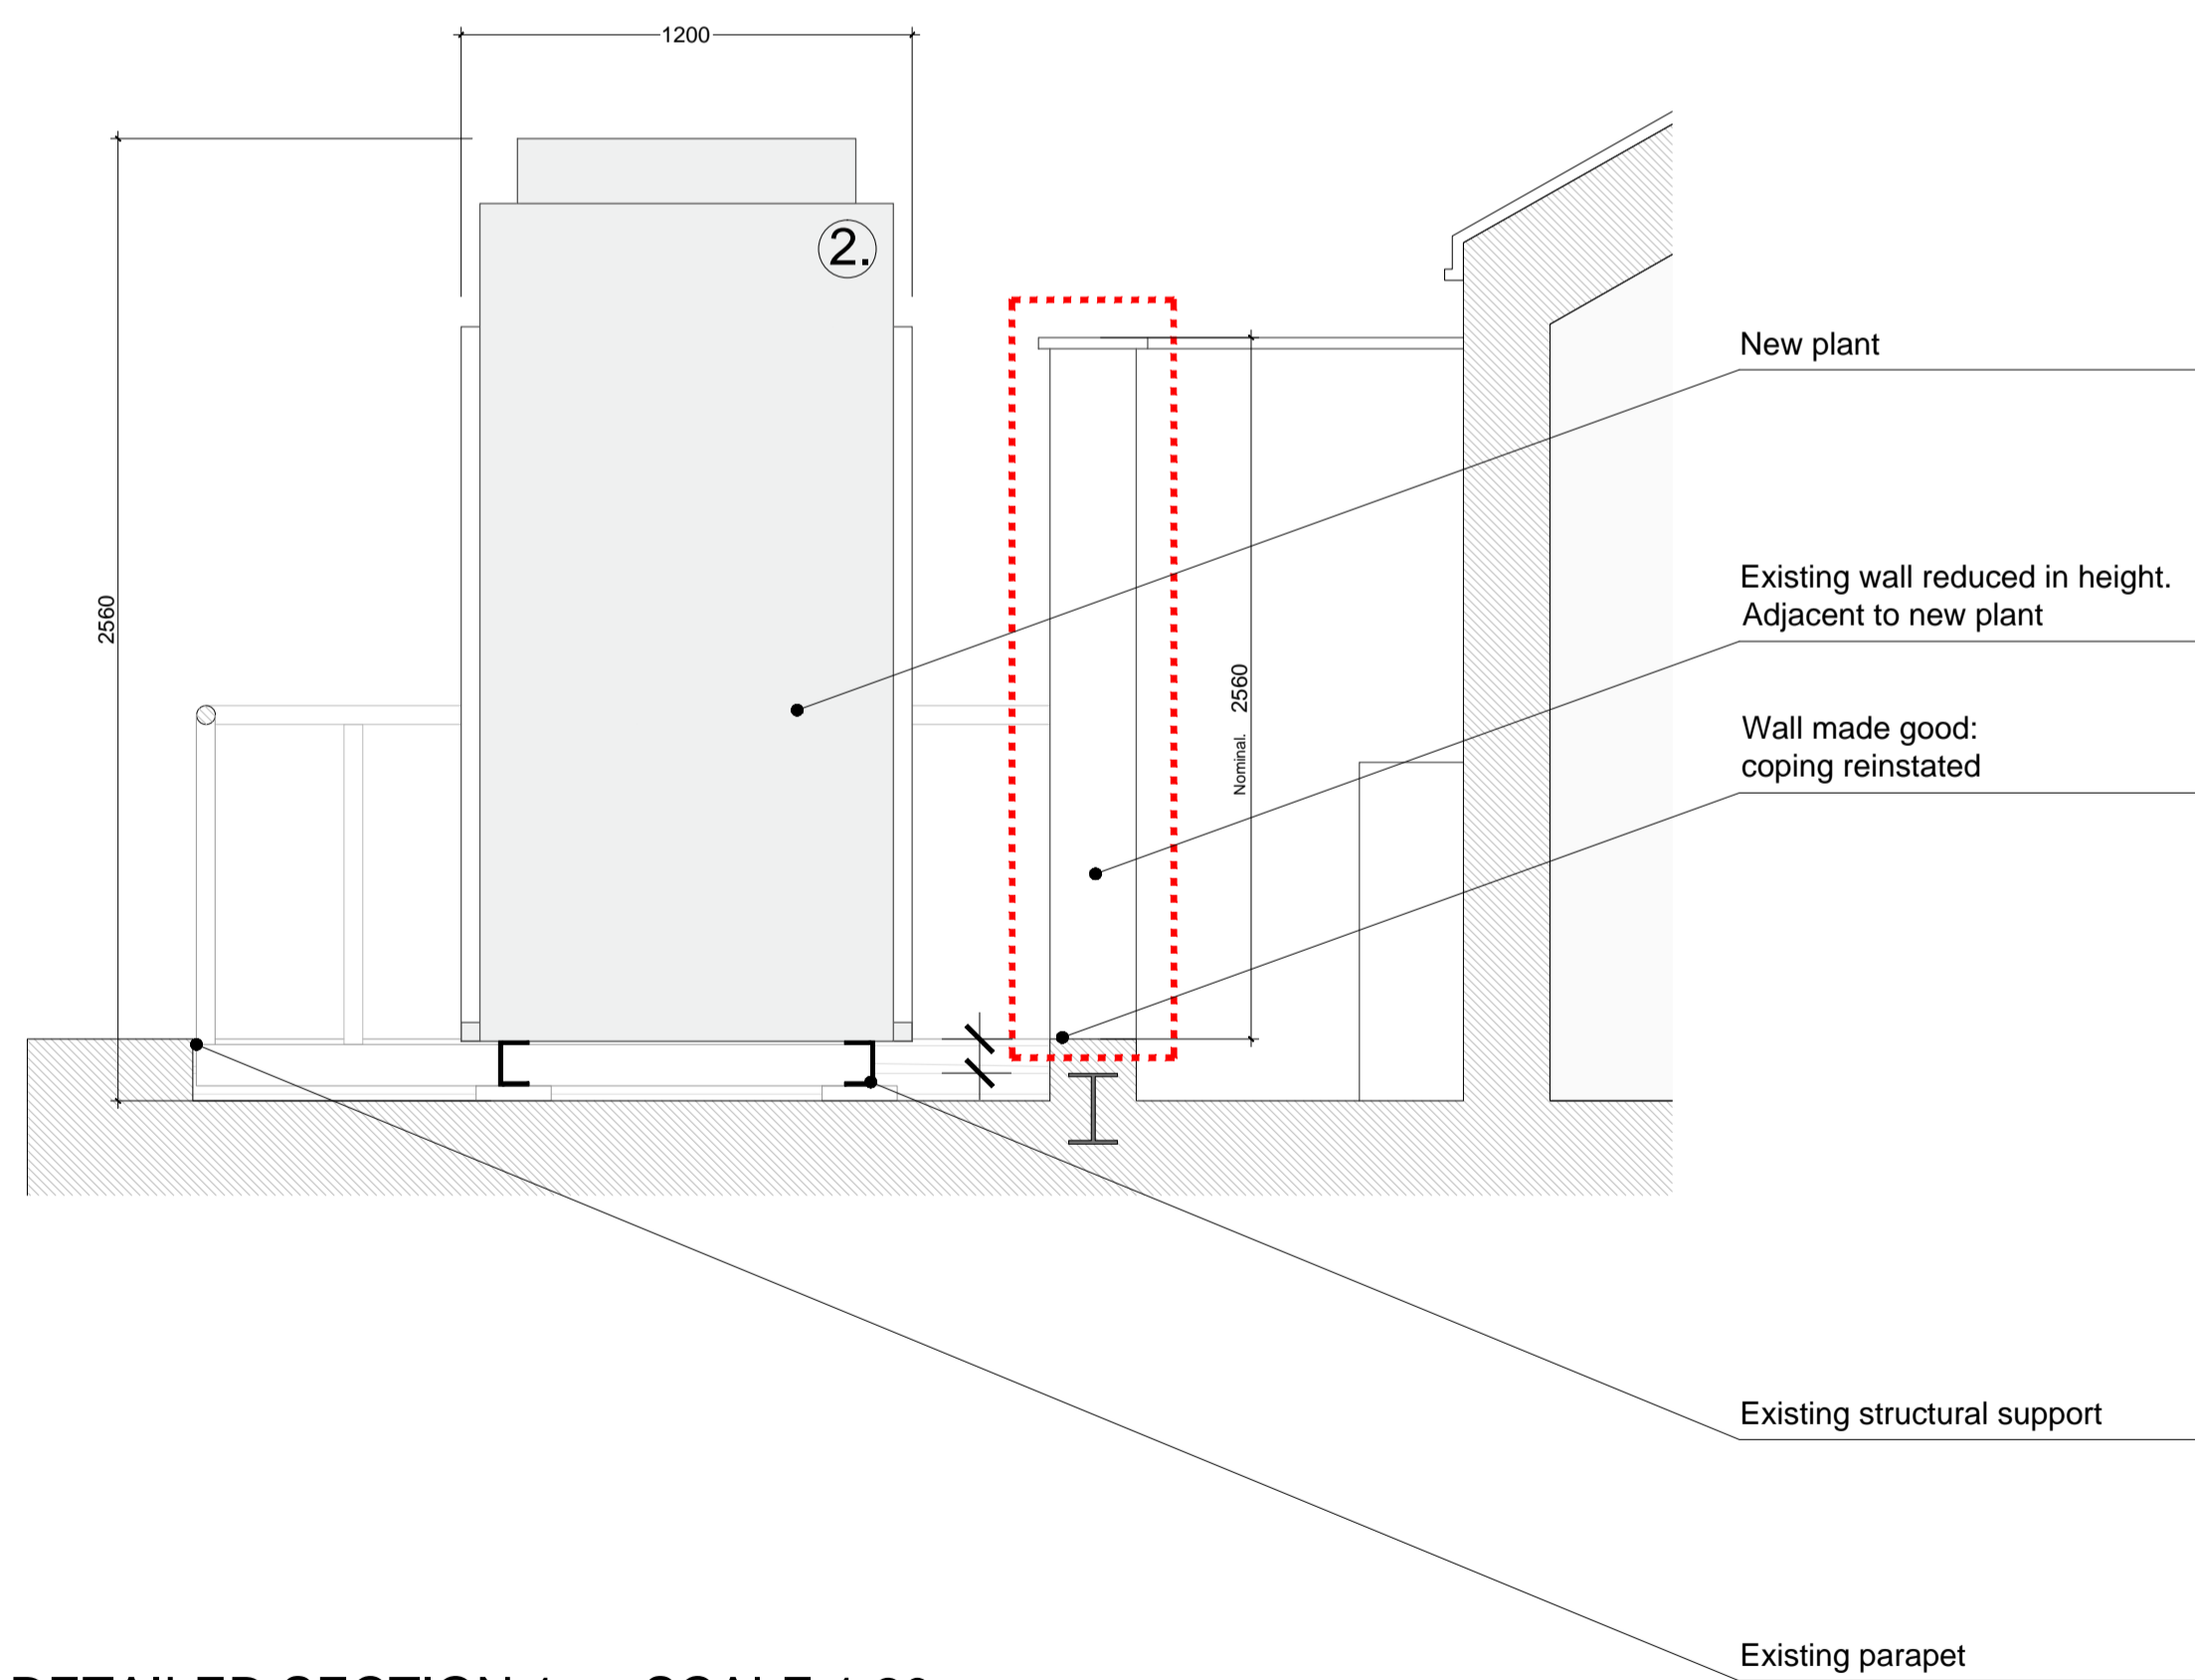 1200
2.
New plant
2560
Existing wall reduced in height.
Adjacent to new plant
Nominal. 2560
Wall made good:
coping reinstated
Existing structural support
Existing parapet